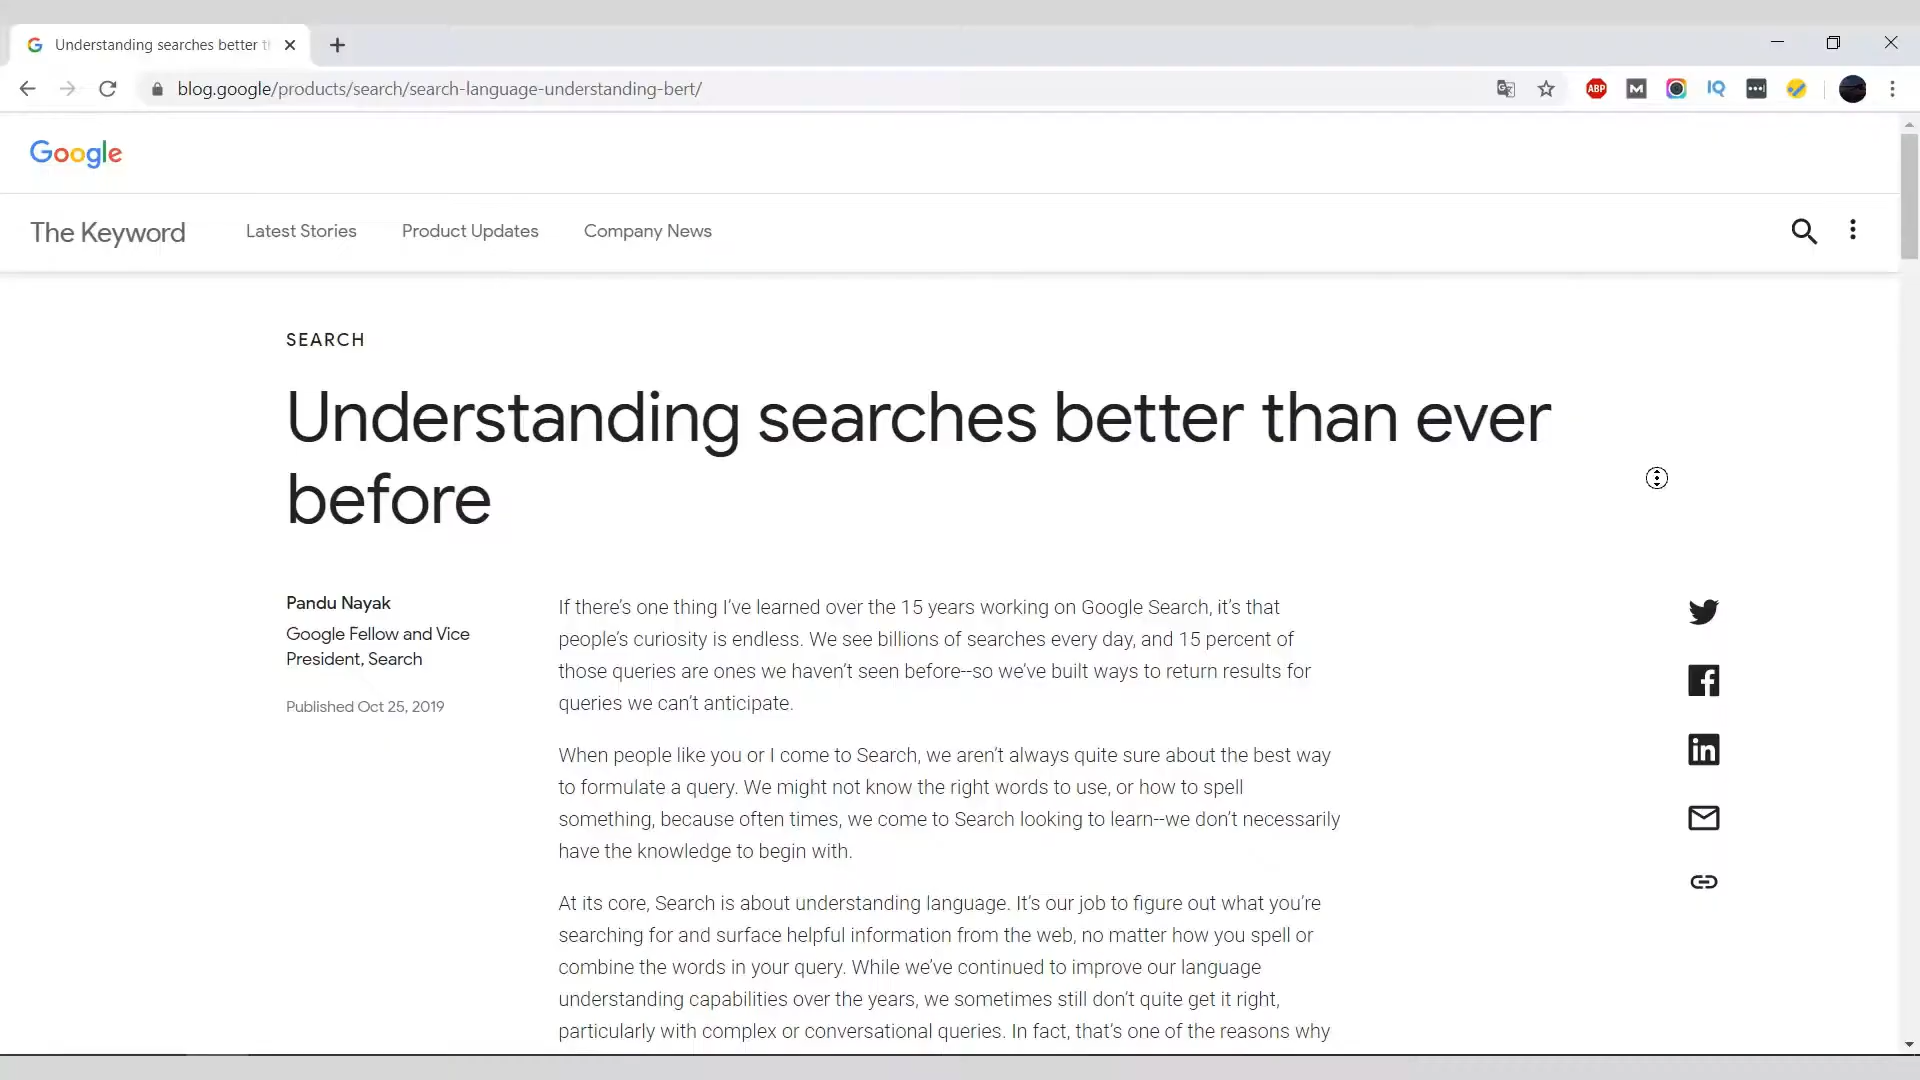 Understanding searches better th
blog.google/products/search/search-language-understanding-bert/
ABP
M
IQ
Google
The Keyword
Latest Stories
Product Updates
Company News
SEARCH
Understanding searches better than ever
before
Pandu Nayak
Google Fellow and Vice
President, Search
Published Oct 25, 2019
If there’s one thing I’ve learned over the 15 years working on Google Search, it’s that
people’s curiosity is endless. We see billions of searches every day, and 15 percent of
those queries are ones we haven’t seen before--so we’ve built ways to return results for
queries we can’t anticipate.
When people like you or I come to Search, we aren’t always quite sure about the best way
to formulate a query. We might not know the right words to use, or how to spell
something, because often times, we come to Search looking to learn--we don’t necessarily
have the knowledge to begin with.
At its core, Search is about understanding language. It’s our job to figure out what you’re
searching for and surface helpful information from the web, no matter how you spell or
combine the words in your query. While we’ve continued to improve our language
understanding capabilities over the years, we sometimes still don’t quite get it right,
particularly with complex or conversational queries. In fact, that’s one of the reasons why